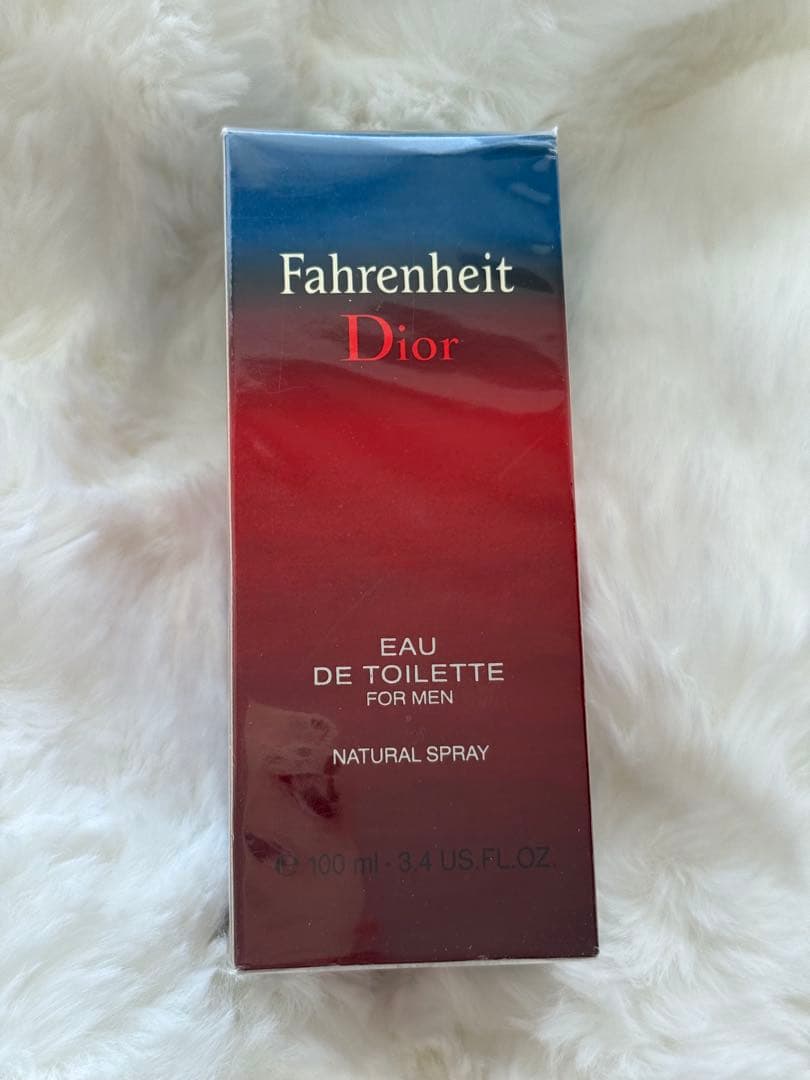 Fahrenheit
Dior
EAU
DE TOILETTE
FOR MEN
NATURAL SPRAY
℮ 100 ml - 3.4 US.FL.OZ.